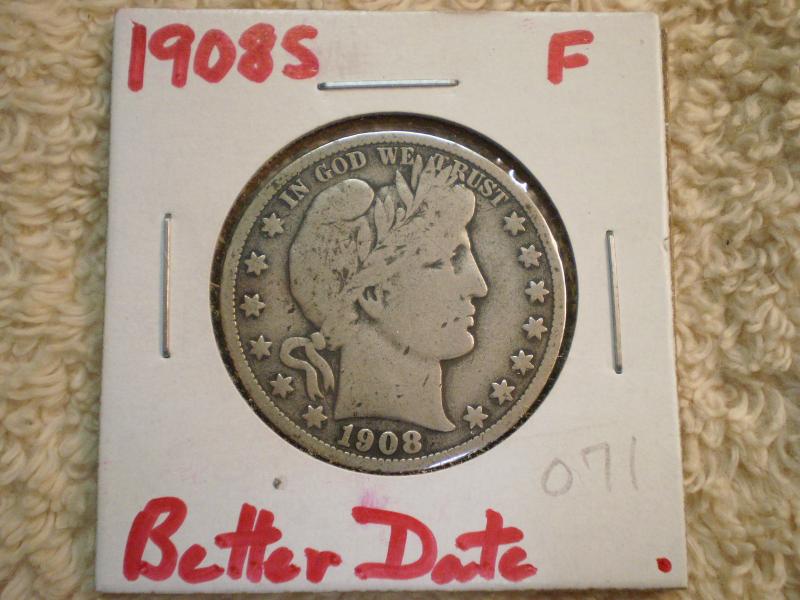 1908S F
IN GOD WE TRUST
1908
071
Better Date.